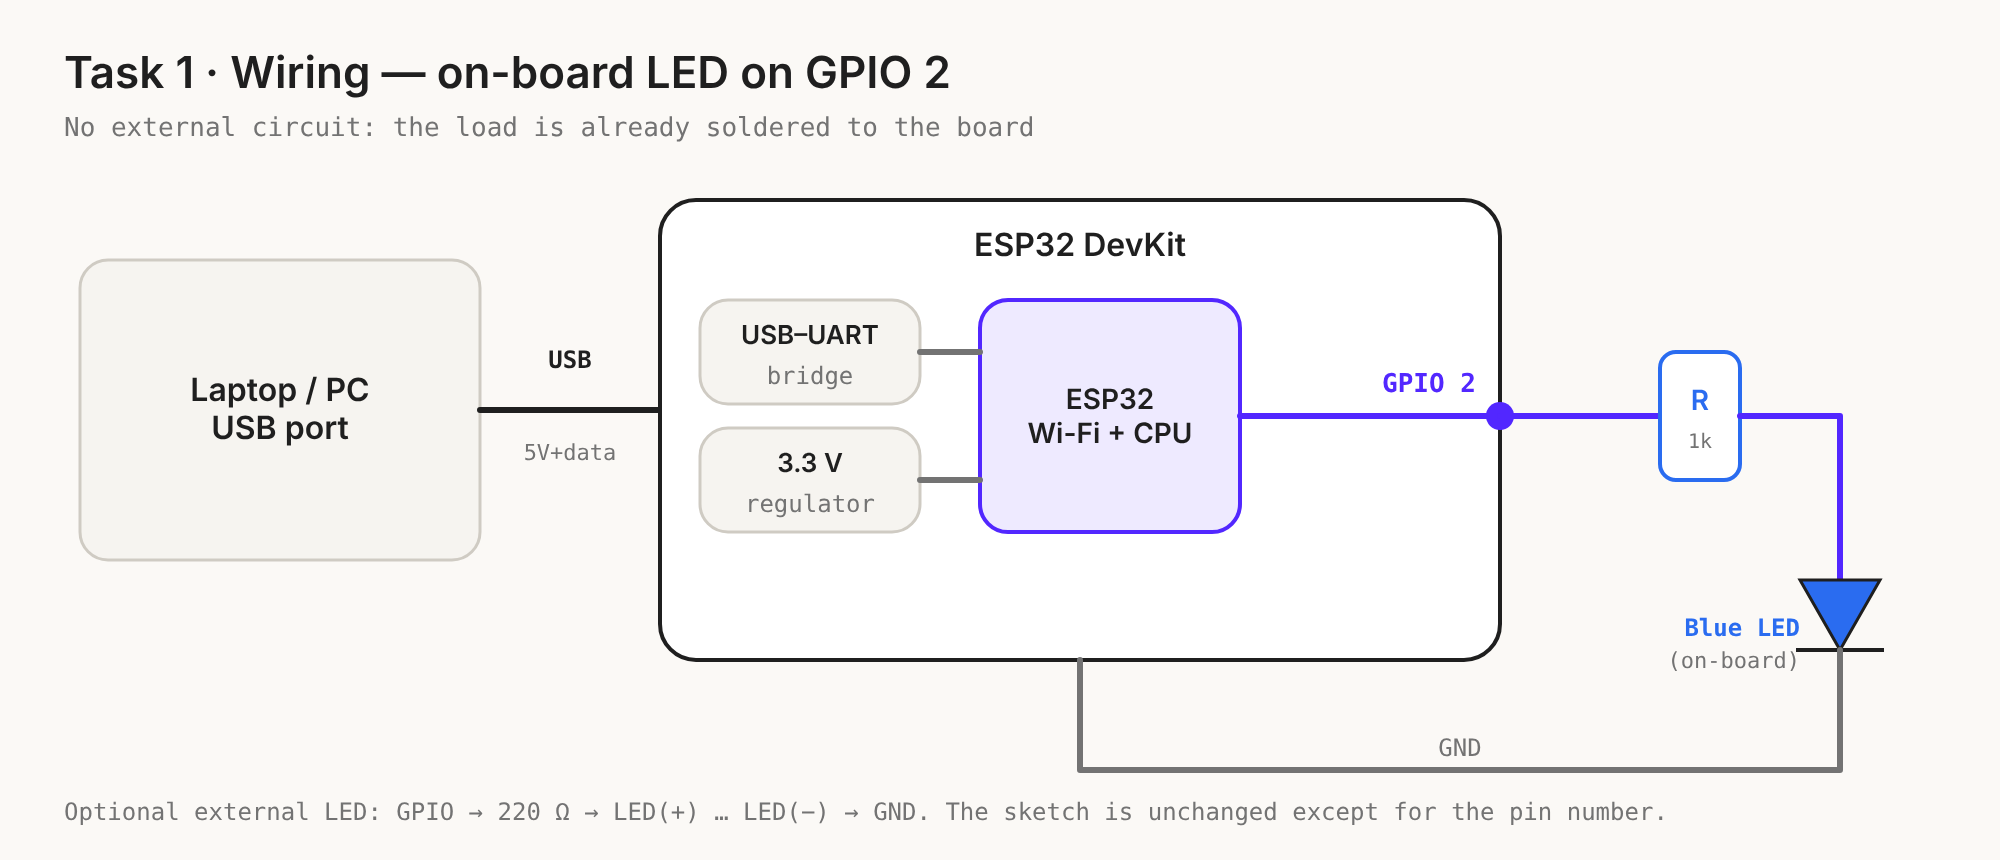 Task 1 · Wiring — on-board LED on GPIO 2
No external circuit: the load is already soldered to the board
ESP32 DevKit
Laptop / PC
USB port
USB
5V+data
USB–UART
bridge
3.3 V
regulator
ESP32
Wi-Fi + CPU
GPIO 2
R
1k
Blue LED
(on-board)
GND
Optional external LED: GPIO → 220 Ω → LED(+) … LED(−) → GND. The sketch is unchanged except for the pin number.